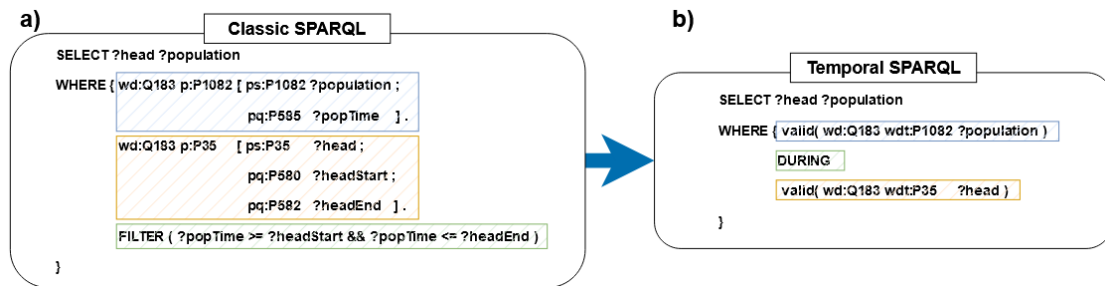 a)
Classic SPARQL
SELECT ?head ?population
WHERE { wd:Q183 p:P1082 [ ps:P1082 ?population ;
pq:P585 ?popTime ] .
wd:Q183 p:P35 [ ps:P35 ?head ;
pq:P580 ?headStart ;
pq:P582 ?headEnd ] .
FILTER ( ?popTime >= ?headStart && ?popTime <= ?headEnd )
}
b)
Temporal SPARQL
SELECT ?head ?population
WHERE { valid( wd:Q183 wdt:P1082 ?population )
DURING
valid( wd:Q183 wdt:P35 ?head )
}